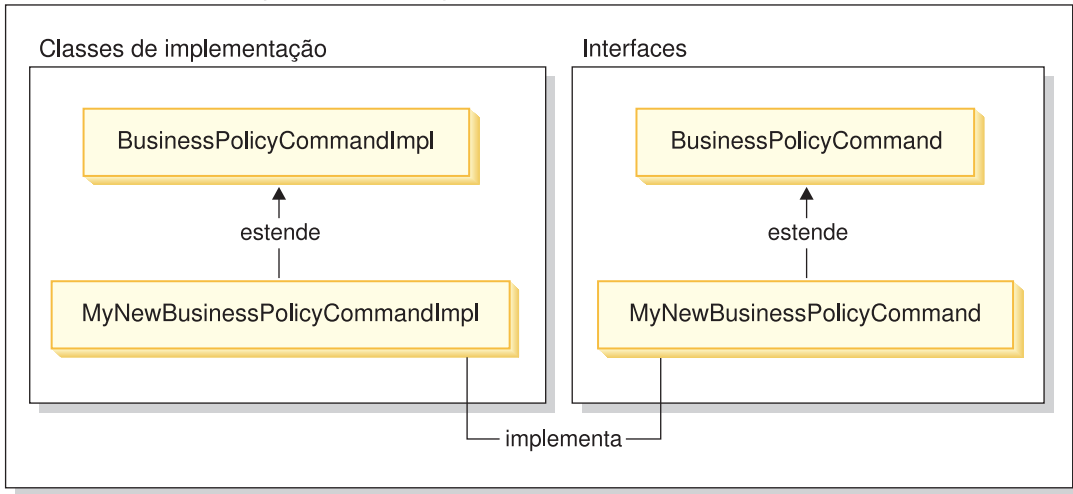 Classes de implementação
Interfaces
BusinessPolicyCommandImpl
BusinessPolicyCommand
estende
estende
MyNewBusinessPolicyCommandImpl
MyNewBusinessPolicyCommand
implementa